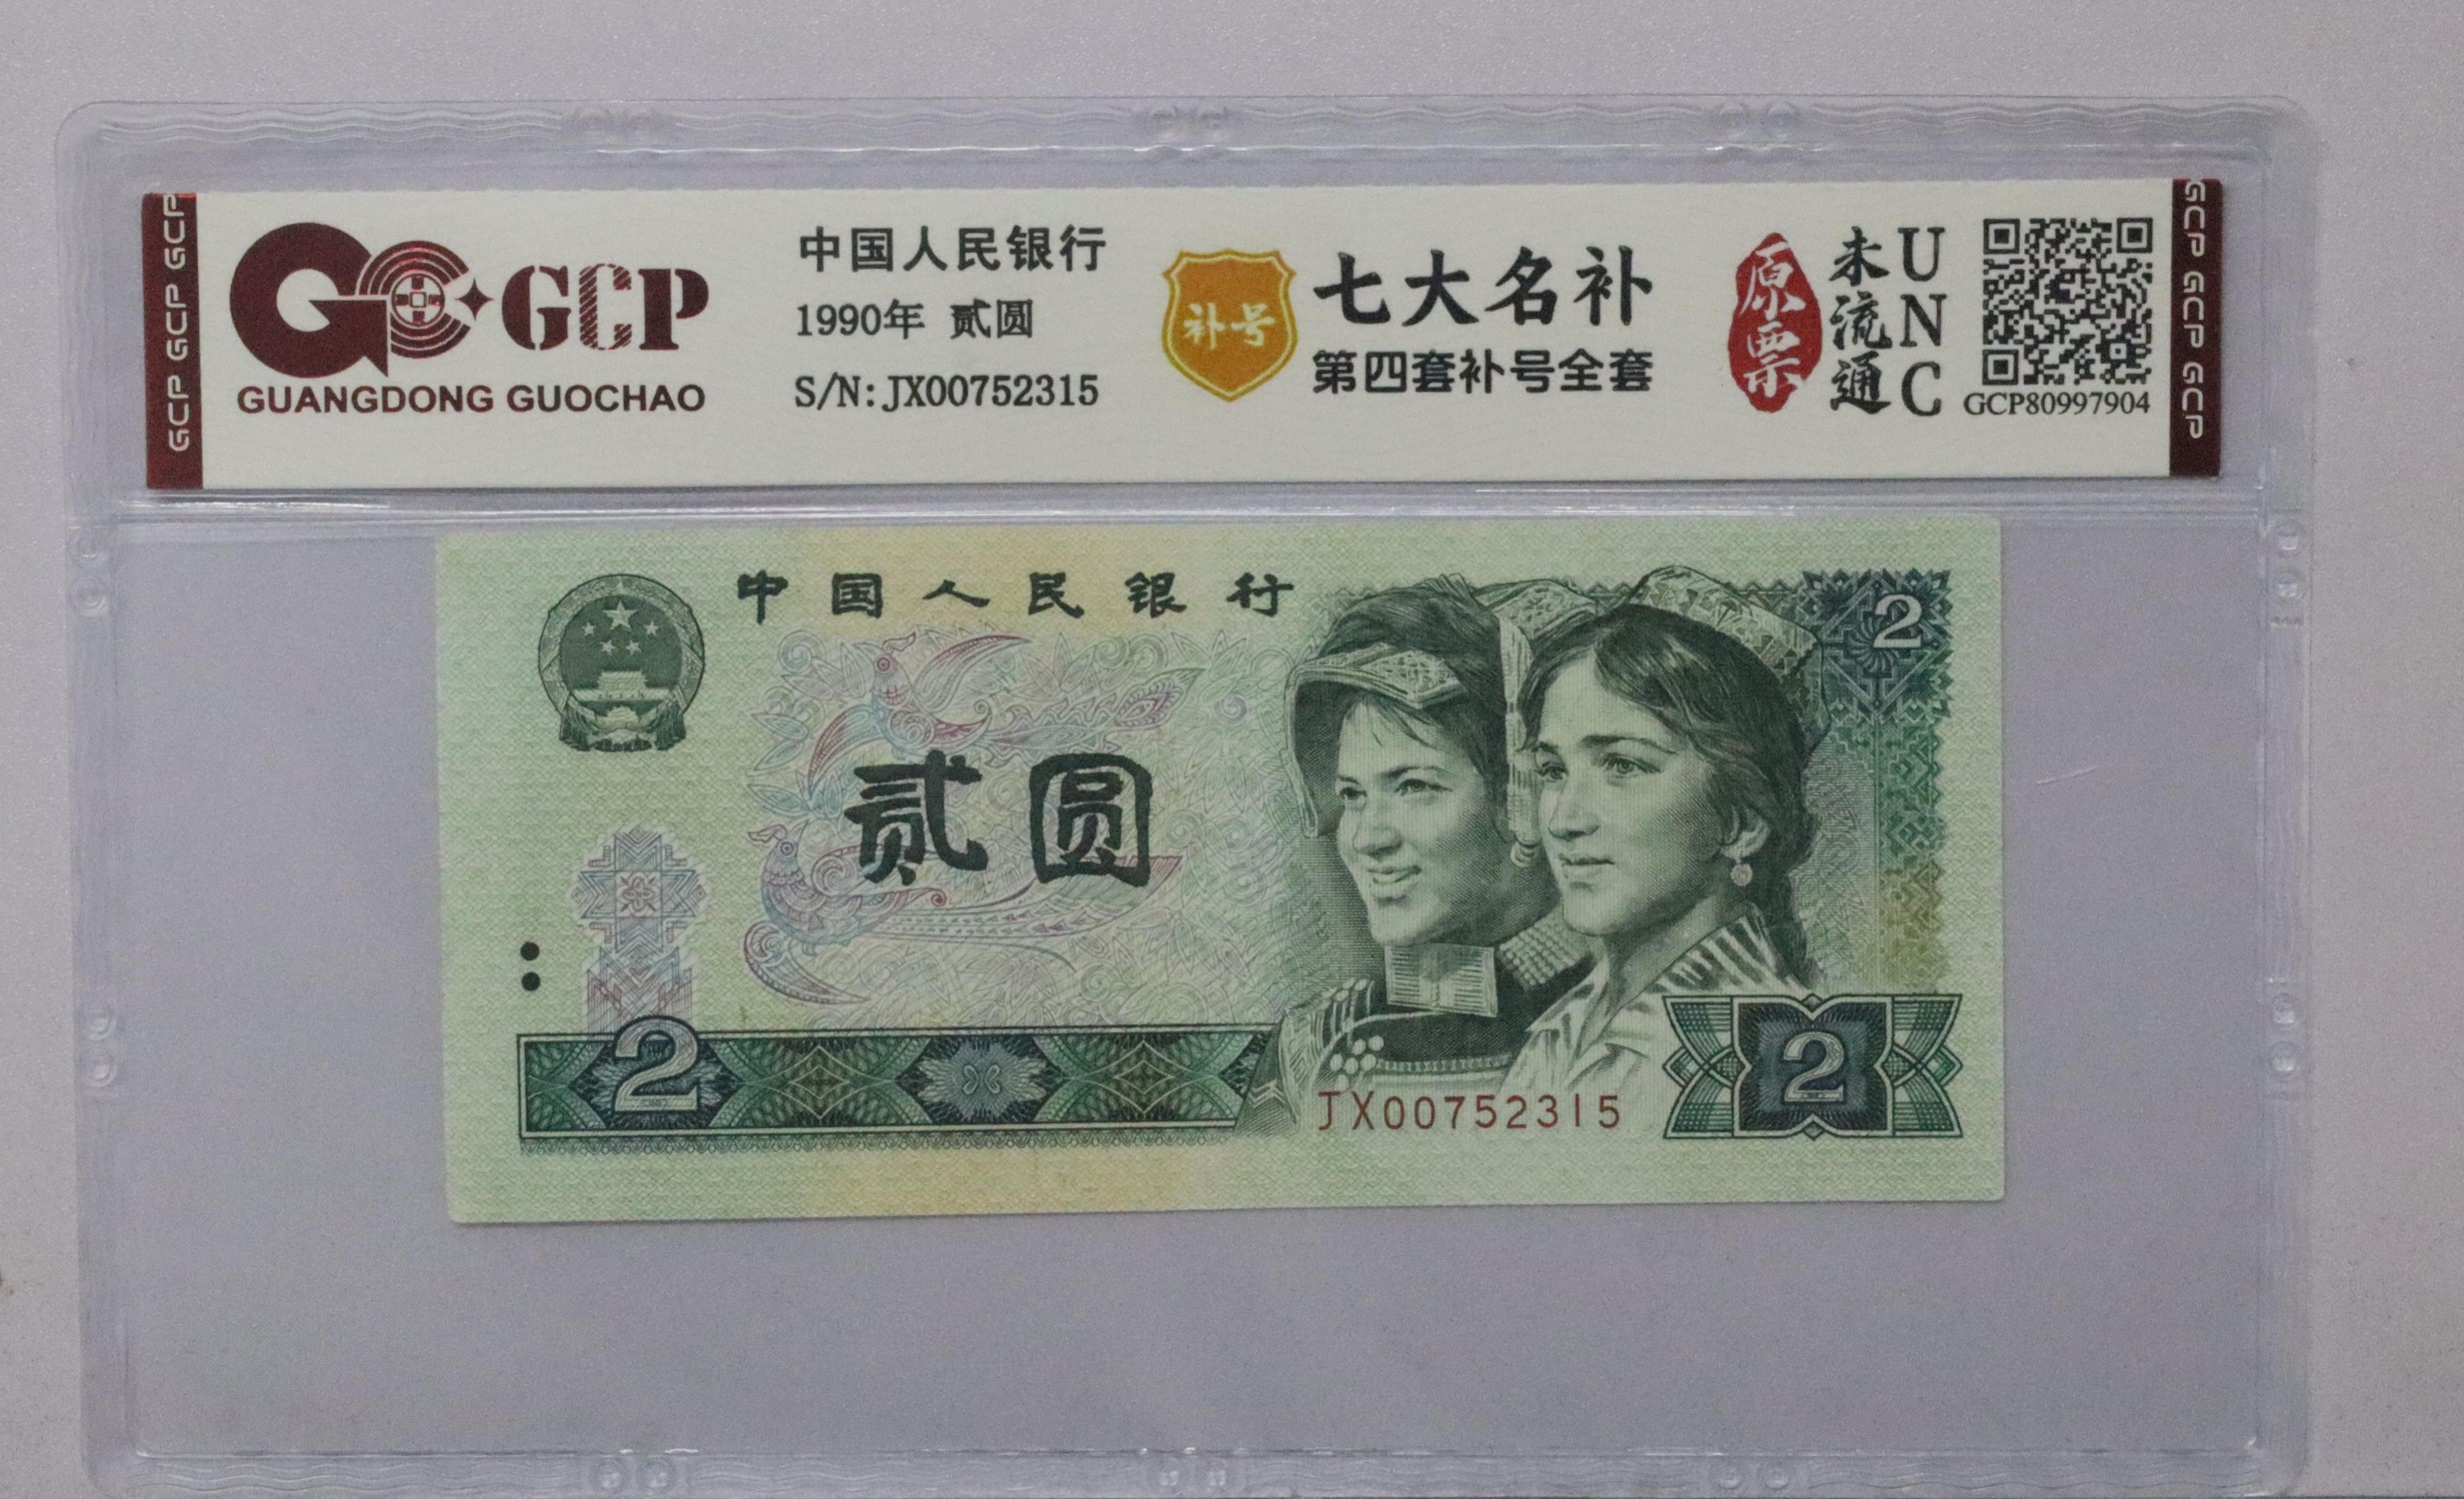 GCP GCP GCP GCP
GCP
GUANGDONG GUOCHAO
中国人民银行
1990年 贰圆
S/N:JX00752315
补号
七大名补
第四套补号全套
原票
未流通
UNC
GCP80997904
GCP GCP GCP GCP
中国人民银行
2
贰圆
2
JX00752315
2